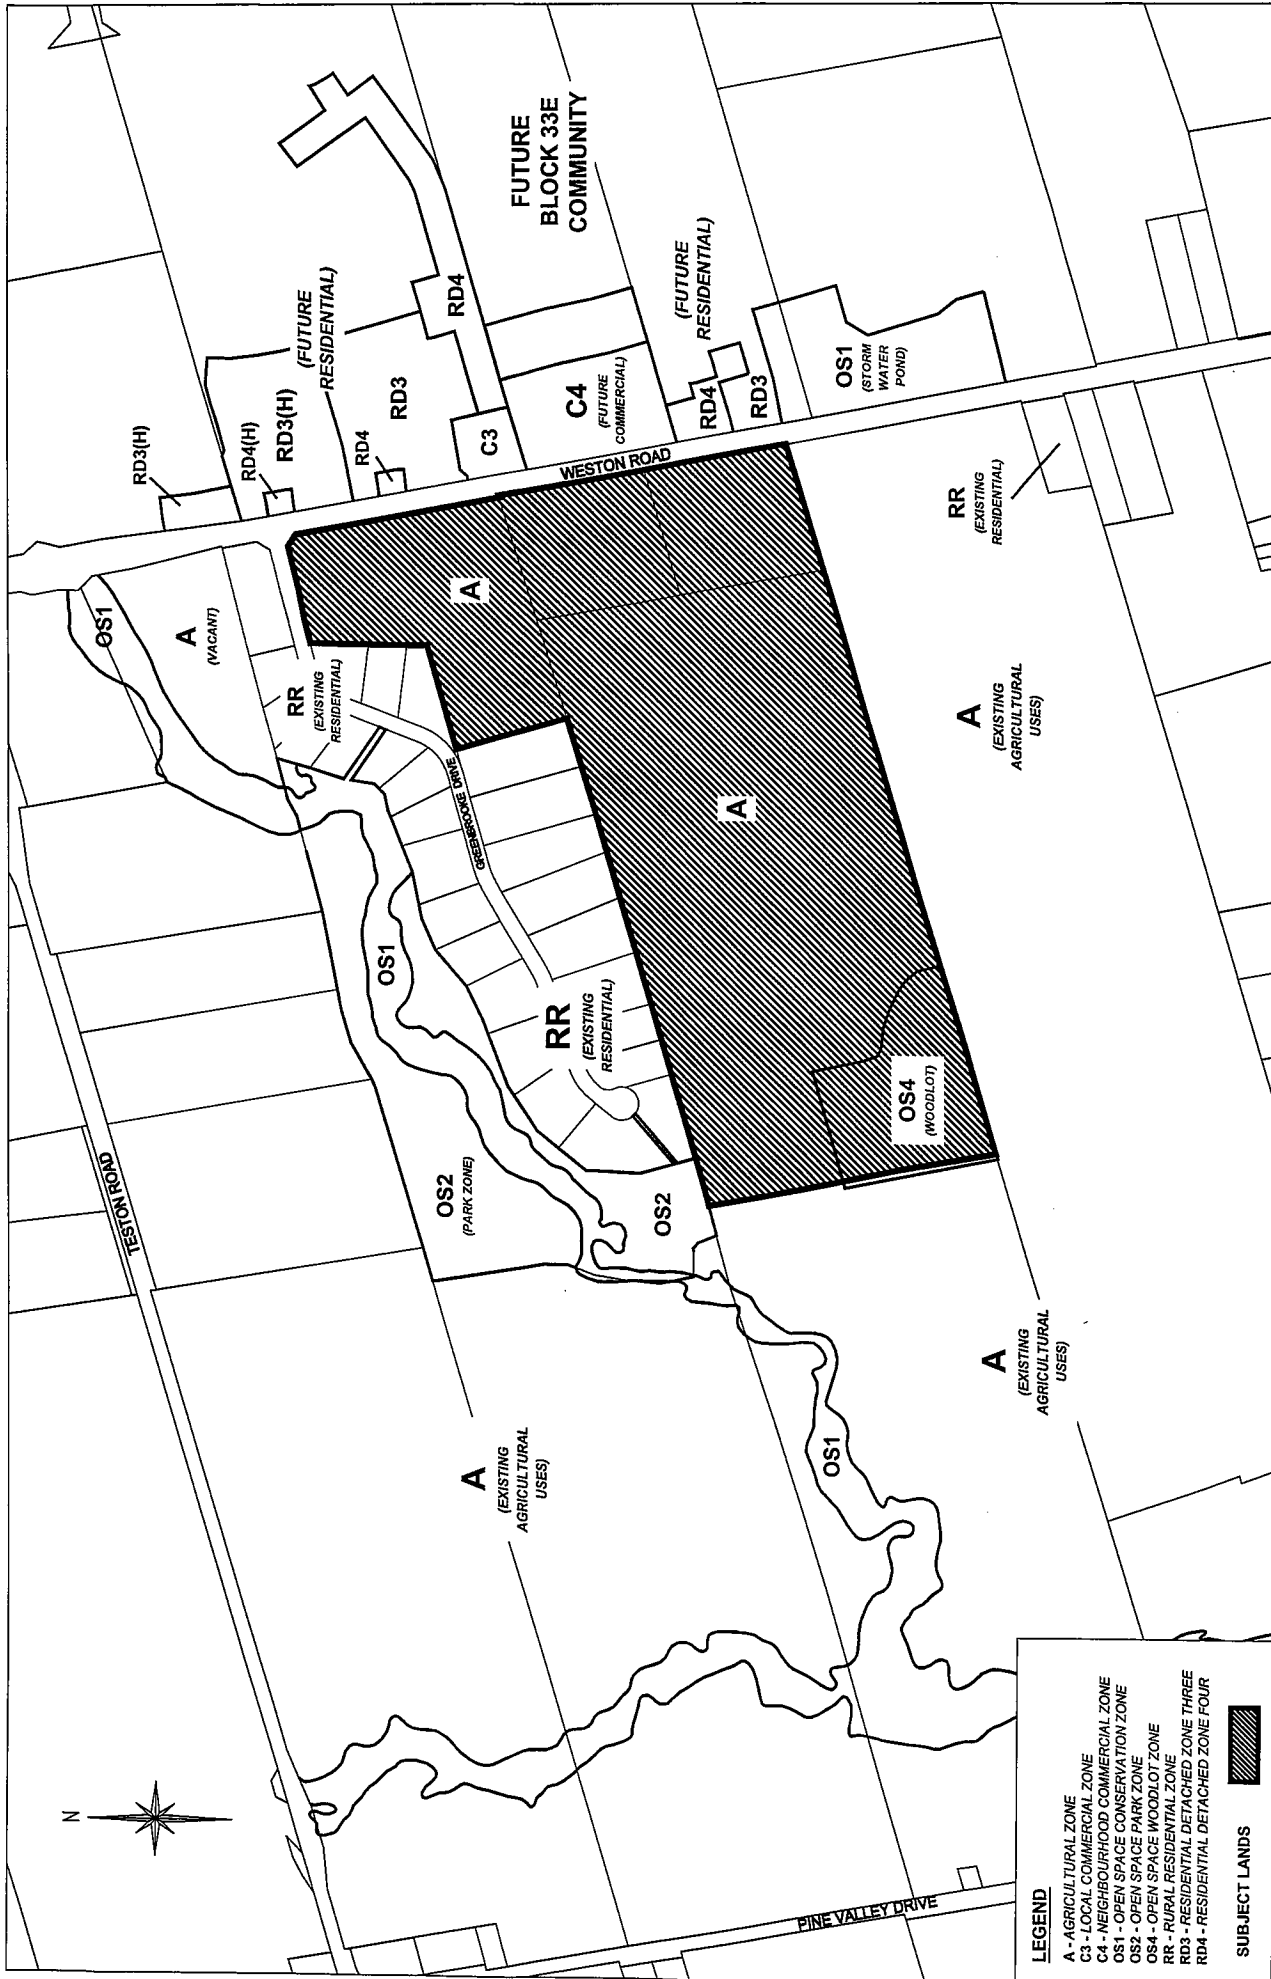 N
TESTON ROAD
PINE VALLEY DRIVE
A
(EXISTING
AGRICULTURAL
USES)
OS2
(PARK ZONE)
OS1
OS2
OS1
OS1
A
(VACANT)
RR
(EXISTING
RESIDENTIAL)
GREENBROOKE DRIVE
RR
(EXISTING
RESIDENTIAL)
RD3(H)
RD4(H)
RD3(H)
(FUTURE
RESIDENTIAL)
RD4
RD3
RD4
C3
FUTURE
BLOCK 33E
COMMUNITY
C4
(FUTURE
COMMERCIAL)
WESTON ROAD
(FUTURE
RESIDENTIAL)
RD4
RD3
OS1
(STORM
WATER
POND)
A
A
OS4
(WOODLOT)
RR
(EXISTING
RESIDENTIAL)
A
(EXISTING
AGRICULTURAL
USES)
A
(EXISTING
AGRICULTURAL
USES)
LEGEND
A - AGRICULTURAL ZONE
C3 - LOCAL COMMERCIAL ZONE
C4 - NEIGHBOURHOOD COMMERCIAL ZONE
OS1 - OPEN SPACE CONSERVATION ZONE
OS2 - OPEN SPACE PARK ZONE
OS4 - OPEN SPACE WOODLOT ZONE
RR - RURAL RESIDENTIAL ZONE
RD3 - RESIDENTIAL DETACHED ZONE THREE
RD4 - RESIDENTIAL DETACHED ZONE FOUR
SUBJECT LANDS